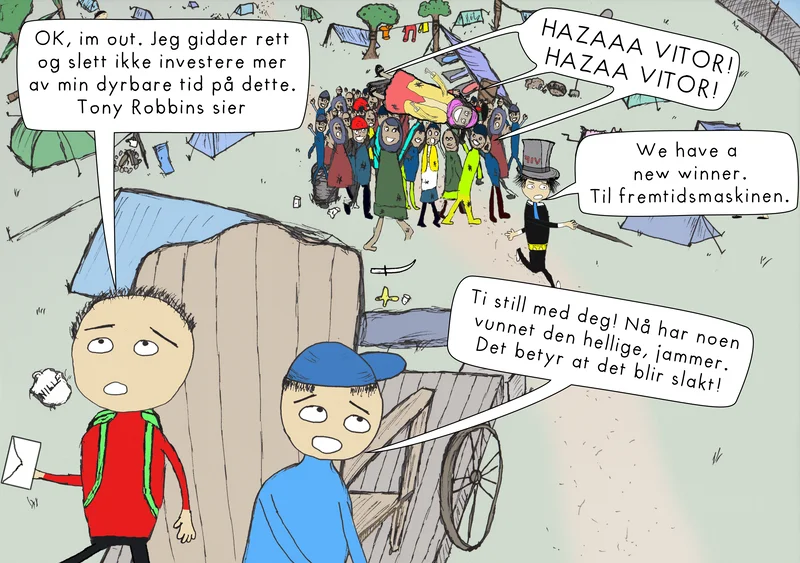 OK, im out. Jeg gidder rett
og slett ikke investere mer
av min dyrbare tid på dette.
Tony Robbins sier
HAZAAA VITOR!
HAZAA VITOR!
We have a
new winner.
Til fremtidsmaskinen.
VIP
Ti still med deg! Nå har noen
vunnet den hellige, jammer.
Det betyr at det blir slakt!